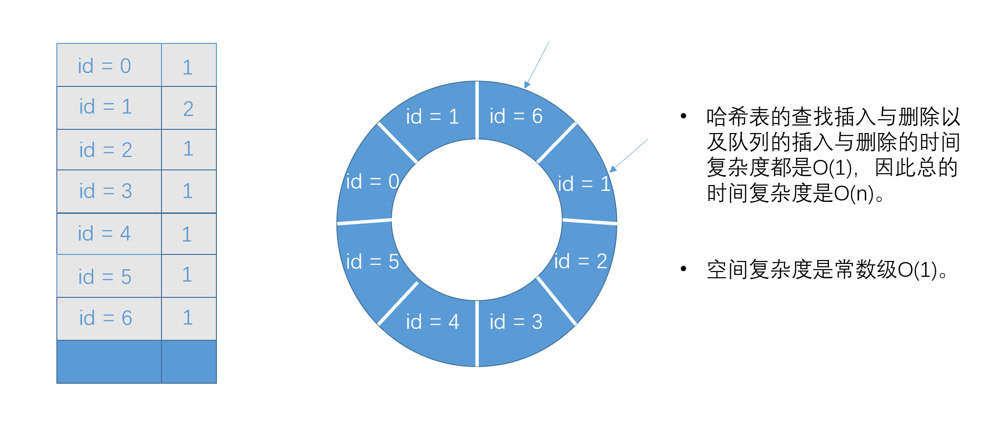 id = 0 1
id = 1 2
id = 2 1
id = 3 1
id = 4 1
id = 5 1
id = 6 1
id = 1
id = 6
id = 0
id = 1
id = 5
id = 2
id = 4
id = 3
• 哈希表的查找插入与删除以
及队列的插入与删除的时间
复杂度都是O(1)，因此总的
时间复杂度是O(n)。
• 空间复杂度是常数级O(1)。